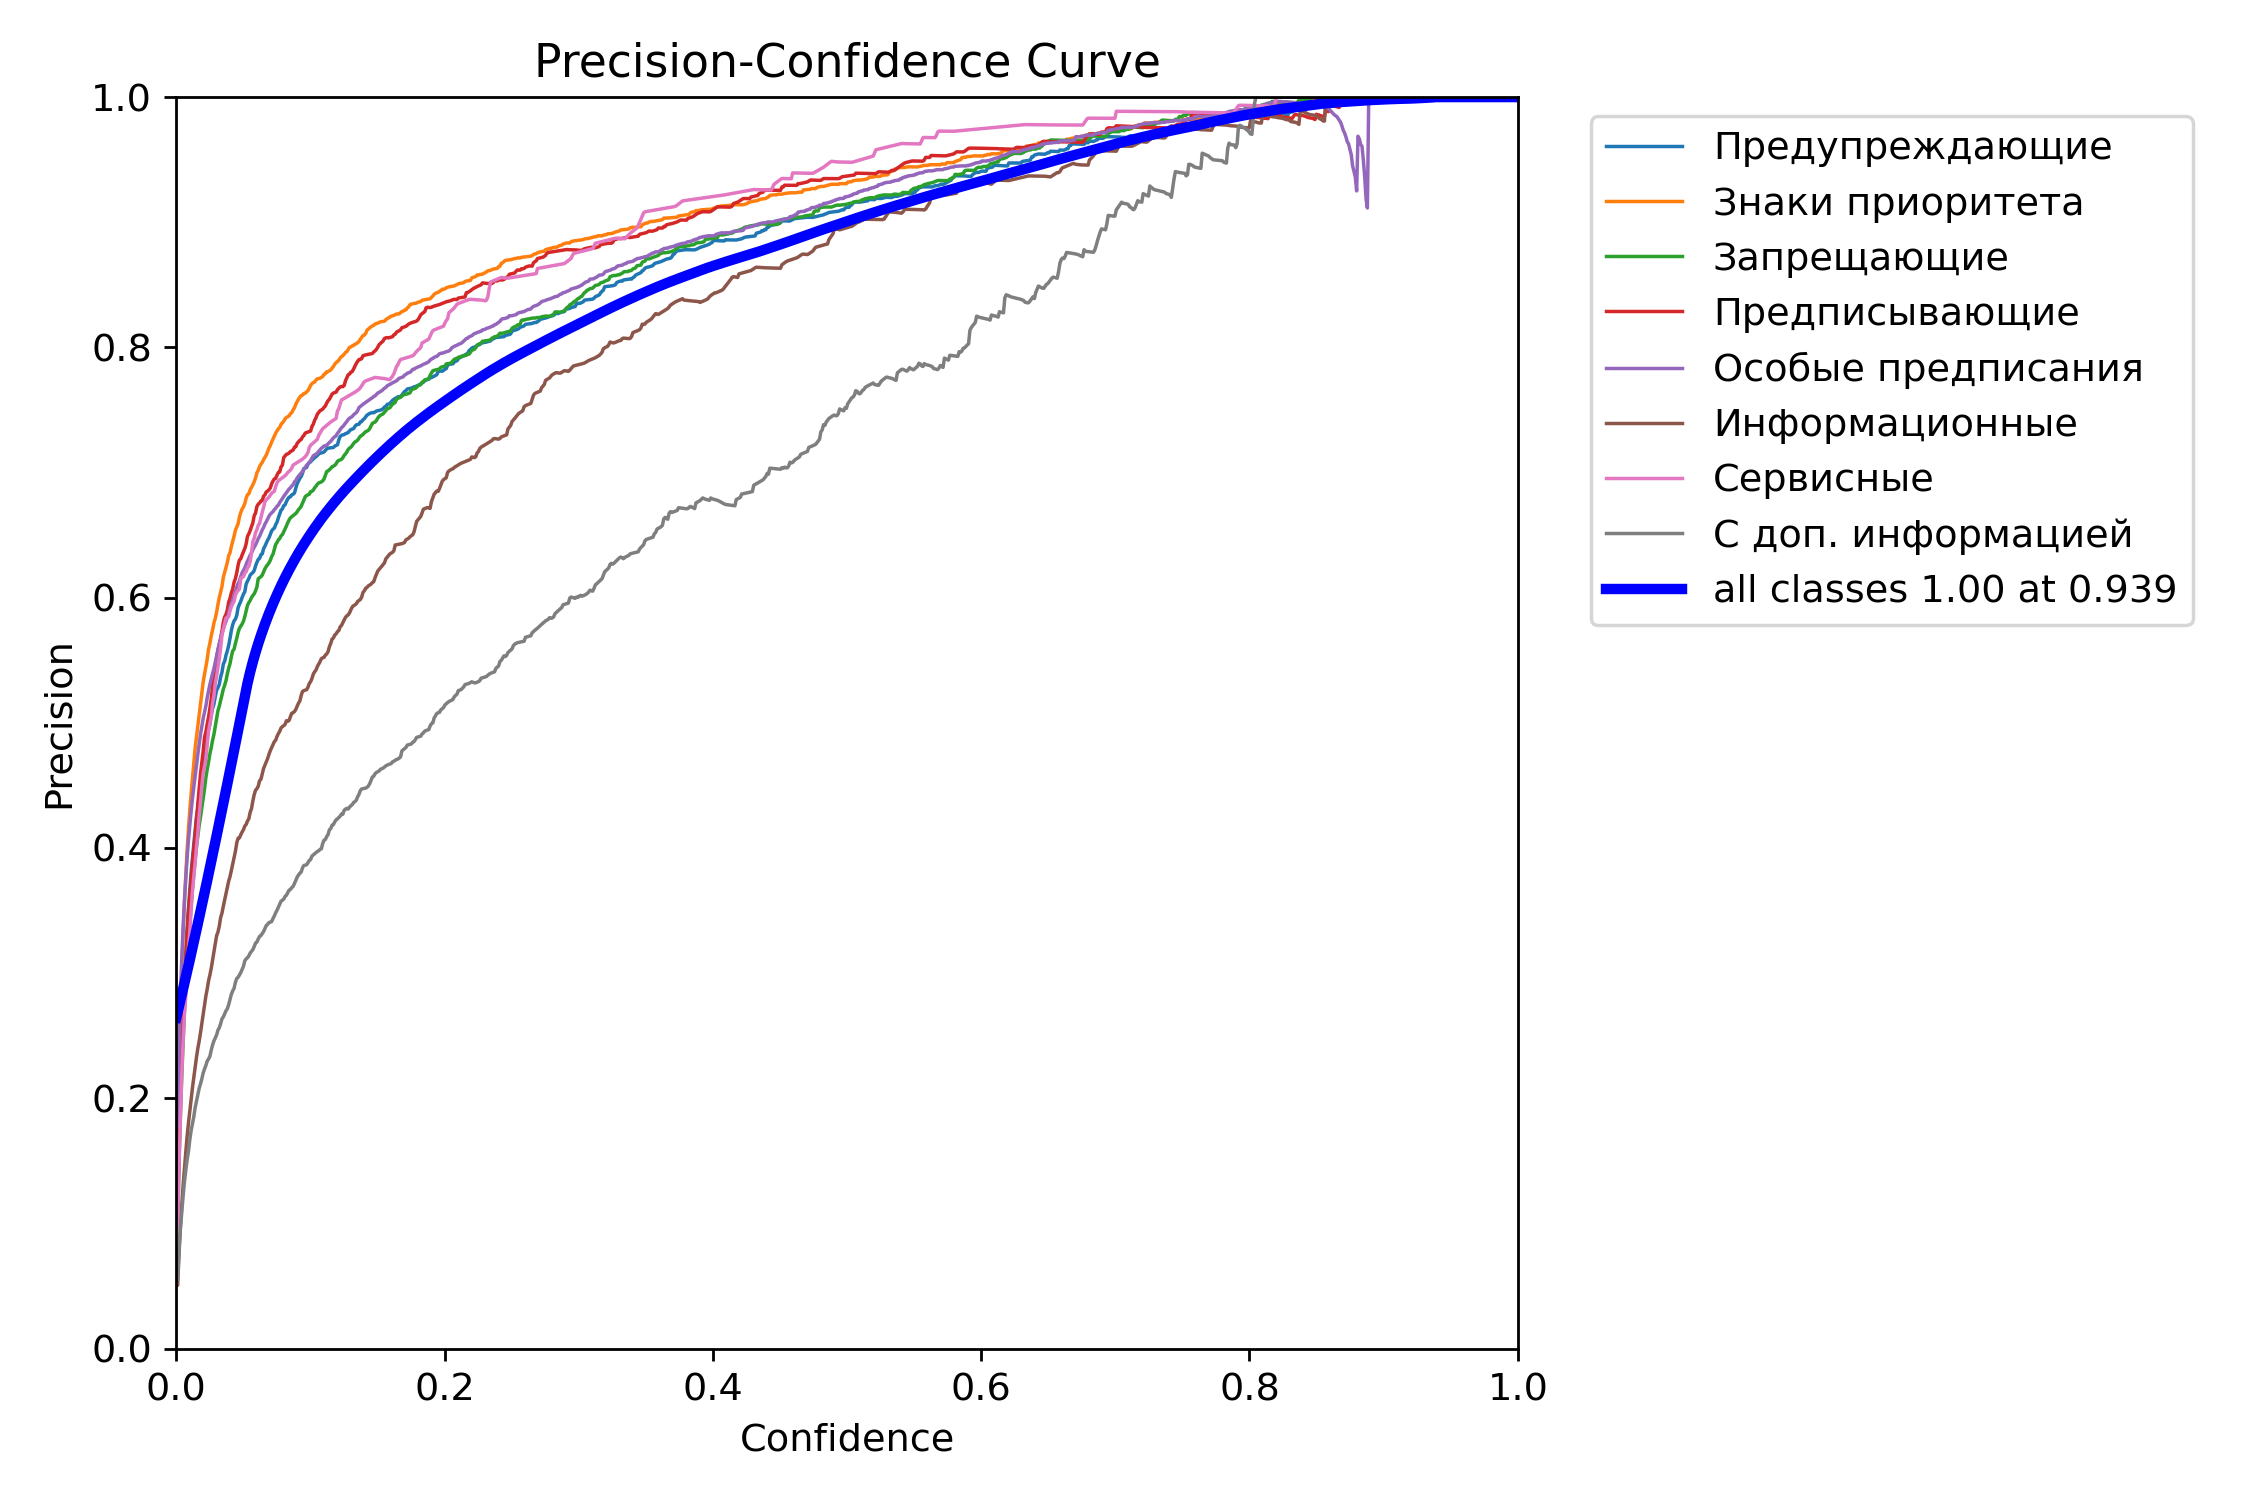 Precision-Confidence Curve
1.0
0.8
0.6
0.4
0.2
0.0
Precision
0.0 0.2 0.4 0.6 0.8 1.0
Confidence
Предупреждающие
Знаки приоритета
Запрещающие
Предписывающие
Особые предписания
Информационные
Сервисные
С доп. информацией
all classes 1.00 at 0.939